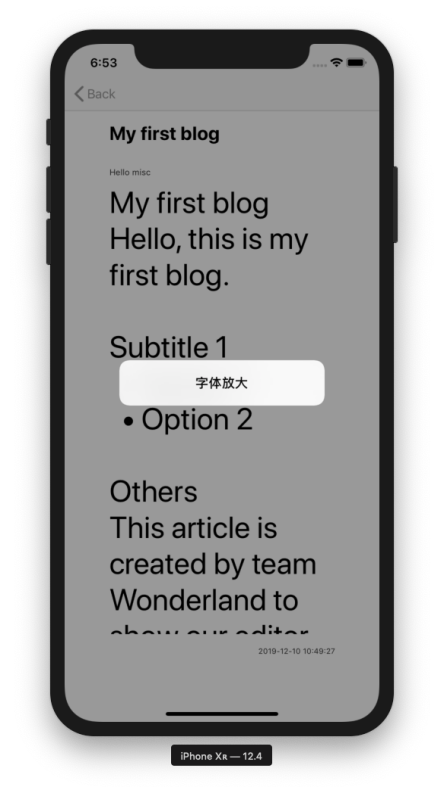 6:53
Back
My first blog
Hello misc
My first blog
Hello, this is my
first blog.
Subtitle 1
字体放大
• Option 2
Others
This article is
created by team
Wonderland to
show our editor
2019-12-10 10:49:27
iPhone Xʀ — 12.4